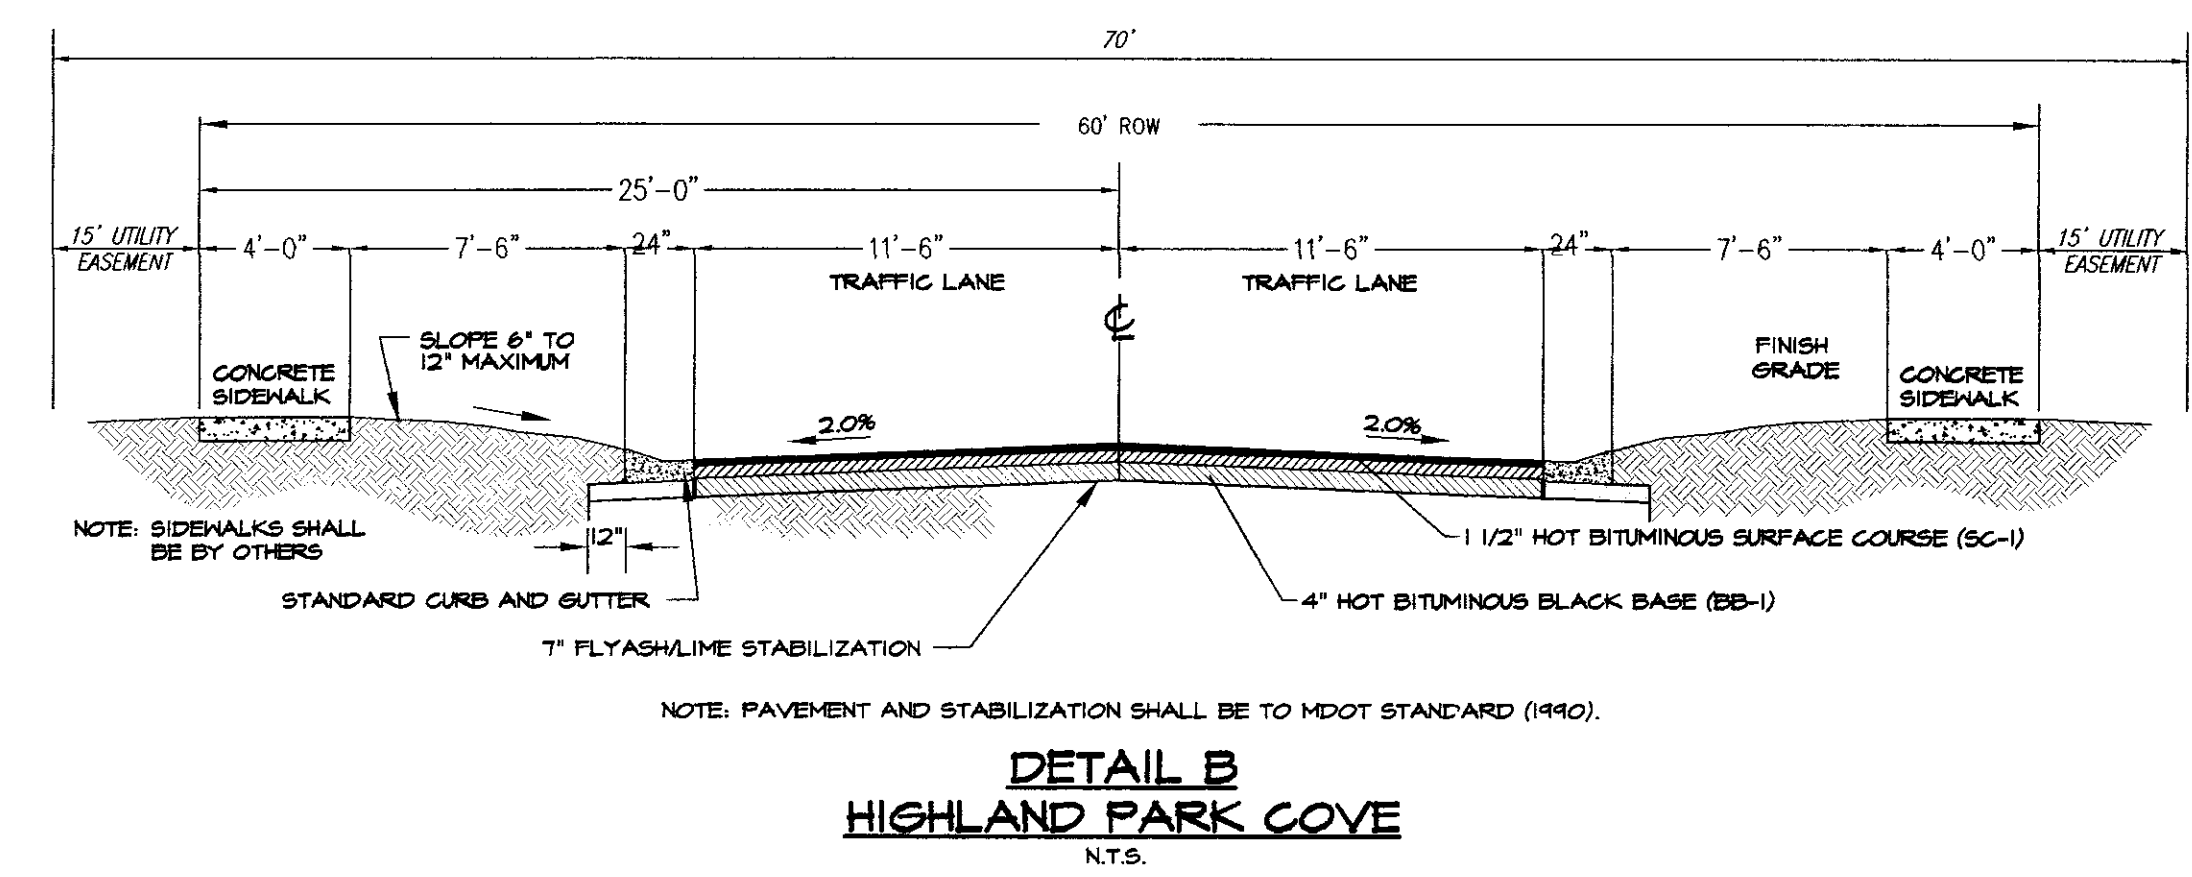 70'
60' ROW
25'-0"
15' UTILITY
EASEMENT
4'-0"
7'-6"
24"
11'-6"
11'-6"
24"
7'-6"
4'-0"
15' UTILITY
EASEMENT
TRAFFIC LANE
TRAFFIC LANE
℄
SLOPE 6" TO
12" MAXIMUM
FINISH
GRADE
CONCRETE
SIDEWALK
CONCRETE
SIDEWALK
2.0%
2.0%
NOTE: SIDEWALKS SHALL
BE BY OTHERS
12"
1 1/2" HOT BITUMINOUS SURFACE COURSE (SC-1)
STANDARD CURB AND GUTTER
4" HOT BITUMINOUS BLACK BASE (BB-1)
7" FLYASH/LIME STABILIZATION
NOTE: PAVEMENT AND STABILIZATION SHALL BE TO MDOT STANDARD (1990).
DETAIL B
HIGHLAND PARK COVE
N.T.S.